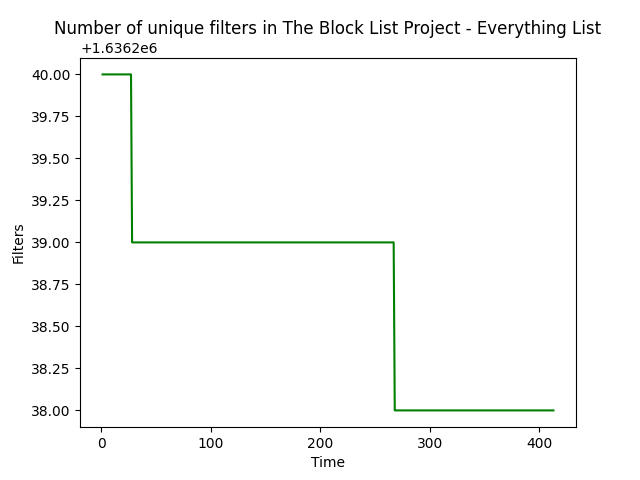 Number of unique filters in The Block List Project - Everything List
+1.6362e6
40.00
39.75
39.50
39.25
39.00
38.75
38.50
38.25
38.00
Filters
0 100 200 300 400
Time